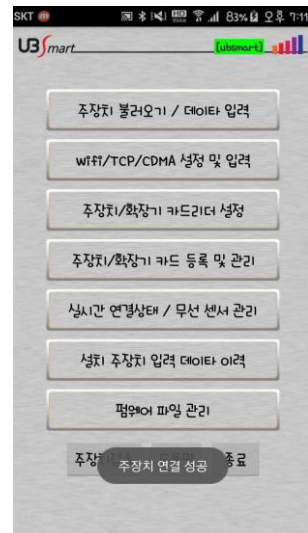 SKT 83% 오후 7:11
UBSmart [ubsmart]
주장치 불러오기 / 데이타 입력
Wifi/TCP/CDMA 설정 및 입력
주장치/확장기 카드리더 설정
주장치/확장기 카드 등록 및 관리
실시간 연결상태 / 무선 센서 관리
설치 주장치 입력 데이타 이력
펌웨어 파일 관리
종료
주장치 연결 성공